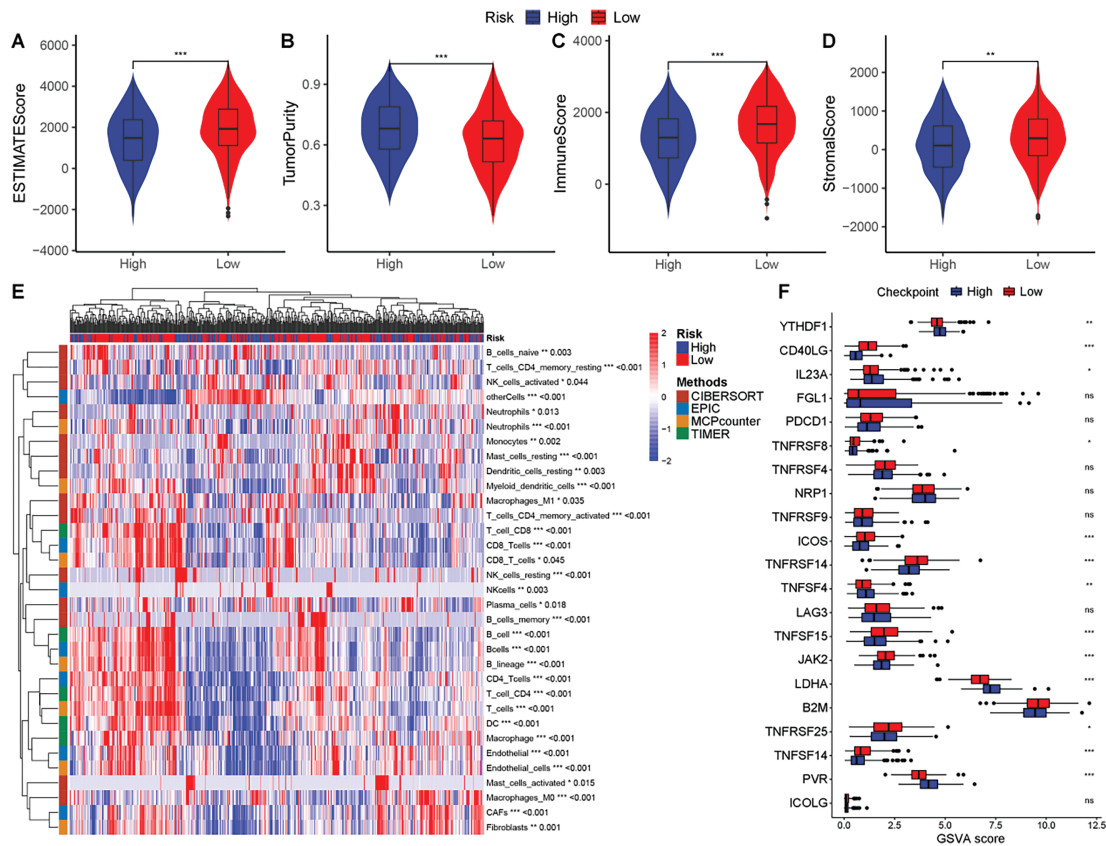 Risk High Low
A
ESTIMATEScore
6000
4000
2000
0
−2000
−4000
***
High Low
B
TumorPurity
0.9
0.6
0.3
***
High Low
C
ImmuneScore
4000
2000
0
***
High Low
D
StromalScore
2000
1000
0
−1000
−2000
**
High Low
E
Risk
B_cells_naive ** 0.003
T_cells_CD4_memory_resting *** <0.001
NK_cells_activated * 0.044
otherCells *** <0.001
Neutrophils * 0.013
Neutrophils *** <0.001
Monocytes ** 0.002
Mast_cells_resting *** <0.001
Dendritic_cells_resting ** 0.003
Myeloid_dendritic_cells *** <0.001
Macrophages_M1 * 0.035
T_cells_CD4_memory_activated *** <0.001
T_cell_CD8 *** <0.001
CD8_Tcells *** <0.001
CD8_T_cells * 0.045
NK_cells_resting *** <0.001
NKcells ** 0.003
Plasma_cells * 0.018
B_cells_memory *** <0.001
B_cell *** <0.001
Bcells *** <0.001
B_lineage *** <0.001
CD4_Tcells *** <0.001
T_cell_CD4 *** <0.001
T_cells *** <0.001
DC *** <0.001
Macrophage *** <0.001
Endothelial *** <0.001
Endothelial_cells *** <0.001
Mast_cells_activated * 0.015
Macrophages_M0 *** <0.001
CAFs *** <0.001
Fibroblasts ** 0.001
2
1
0
−1
−2
Risk
High
Low
Methods
CIBERSORT
EPIC
MCPcounter
TIMER
F
Checkpoint High Low
YTHDF1 **
CD40LG ***
IL23A *
FGL1 ns
PDCD1 ns
TNFRSF8 *
TNFRSF4 ns
NRP1 ns
TNFRSF9 ns
ICOS ***
TNFRSF14 ***
TNFSF4 **
LAG3 ns
TNFSF15 ***
JAK2 ***
LDHA ***
B2M **
TNFRSF25 *
TNFSF14 ***
PVR ***
ICOLG ns
0.0 2.5 5.0 7.5 10.0 12.5
GSVA score